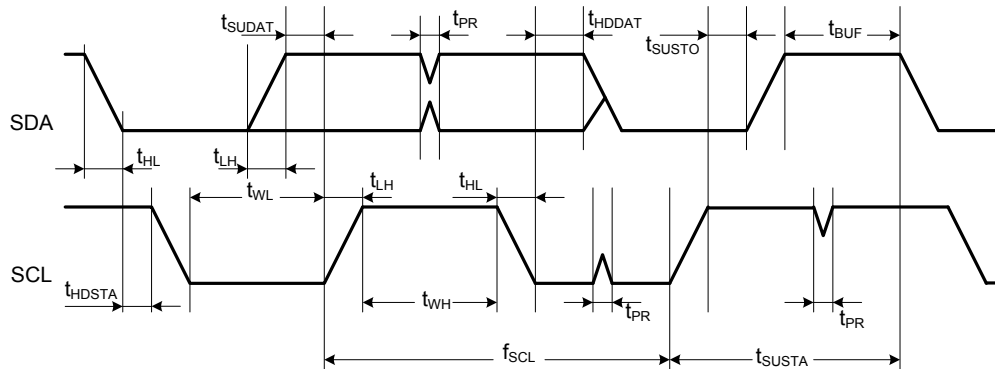 tSUDAT tPR tHDDAT tSUSTO tBUF
SDA
tHL tLH tWL tLH tHL
SCL
tHDSTA tWH tPR tPR
fSCL tSUSTA